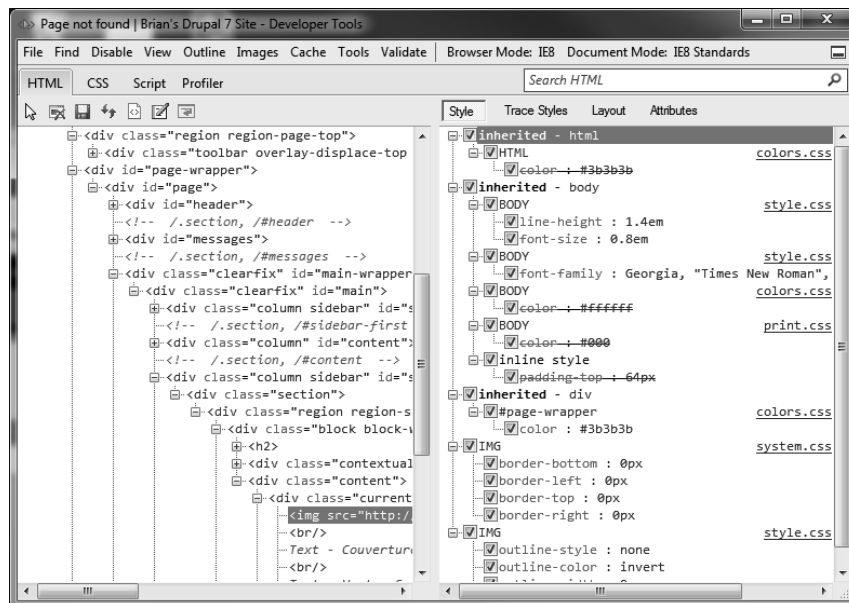 Page not found | Brian's Drupal 7 Site - Developer Tools
File Find Disable View Outline Images Cache Tools Validate | Browser Mode: IE8 Document Mode: IE8 Standards
HTML CSS Script Profiler
Search HTML
Style Trace Styles Layout Attributes
<div class="region region-page-top">
<div class="toolbar overlay-displace-top
<div id="page-wrapper">
<div id="page">
<div id="header">
<!-- /.section, /#header -->
<div id="messages">
<!-- /.section, /#messages -->
<div class="clearfix" id="main-wrapper
<div class="clearfix" id="main">
<div class="column sidebar" id="s
<!-- /.section, /#sidebar-first
<div class="column" id="content">
<!-- /.section, /#content -->
<div class="column sidebar" id="s
<div class="section">
<div class="region region-s
<div class="block block-w
<h2>
<div class="contextual
<div class="content">
<div class="current
<img src="http:/
<br/>
Text - Couvertur
<br/>
inherited - html
HTML colors.css
color : #3b3b3b
inherited - body
BODY style.css
line-height : 1.4em
font-size : 0.8em
BODY style.css
font-family : Georgia, "Times New Roman",
BODY colors.css
color : #ffffff
BODY print.css
color : #000
inline style
padding-top : 64px
inherited - div
#page-wrapper colors.css
color : #3b3b3b
IMG system.css
border-bottom : 0px
border-left : 0px
border-top : 0px
border-right : 0px
IMG style.css
outline-style : none
outline-color : invert